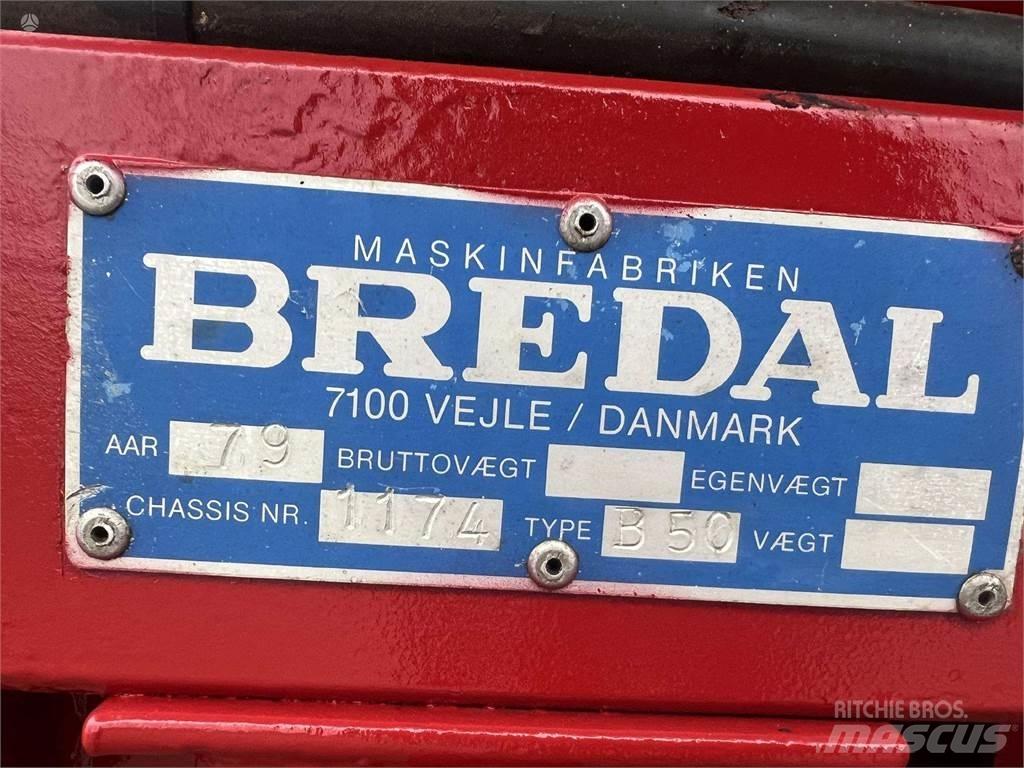 MASKINFABRIKEN
BREDAL
7100 VEJLE / DANMARK
AAR 79 BRUTTOVÆGT EGENVÆGT
CHASSIS NR. 1174 TYPE B 50 VÆGT
RITCHIE BROS.
mascus